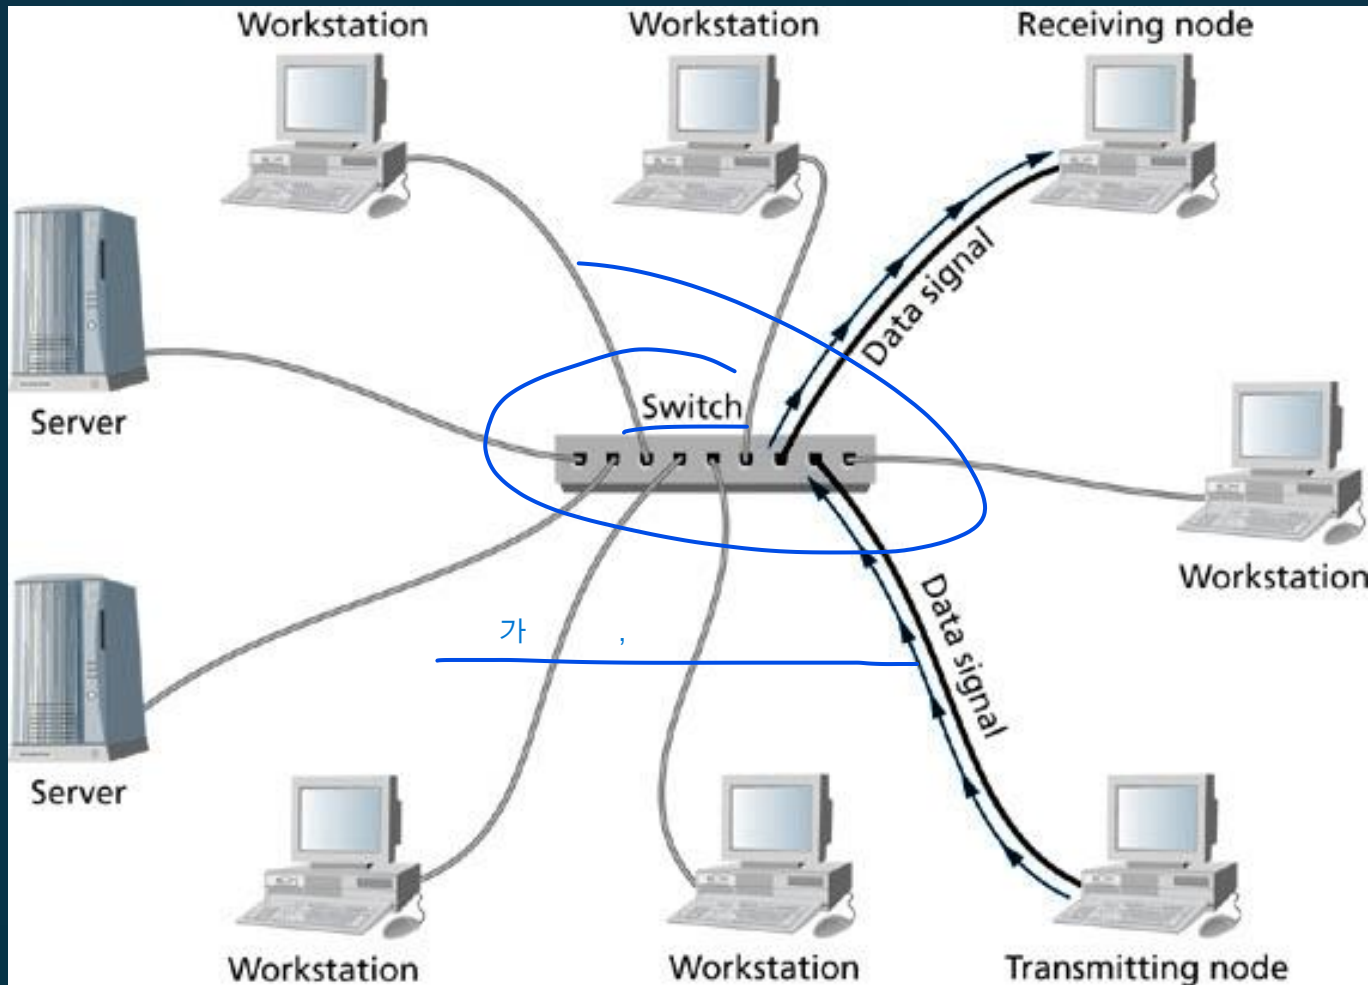 Workstation
Workstation
Receiving node
Data signal
Server
Switch
Workstation
가 ,
Data signal
Server
Workstation
Workstation
Transmitting node